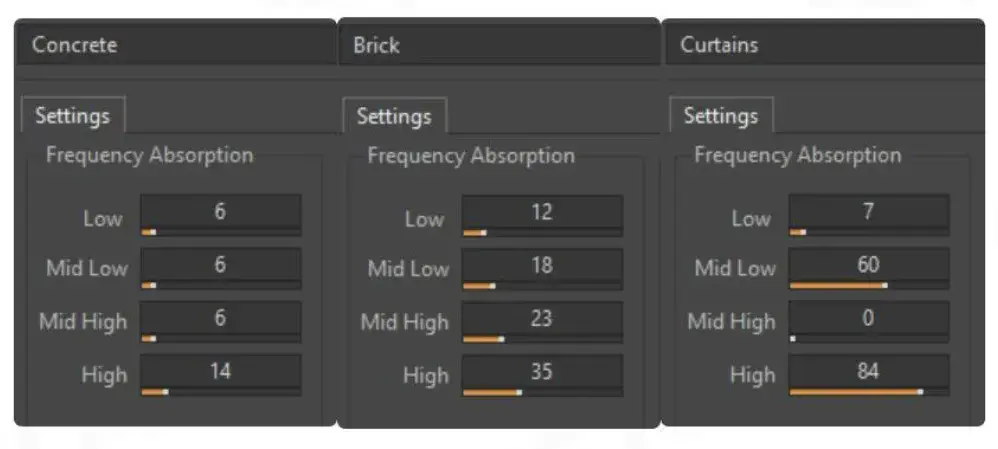 Concrete
Settings
Frequency Absorption
Low 6
Mid Low 6
Mid High 6
High 14
Brick
Settings
Frequency Absorption
Low 12
Mid Low 18
Mid High 23
High 35
Curtains
Settings
Frequency Absorption
Low 7
Mid Low 60
Mid High 0
High 84